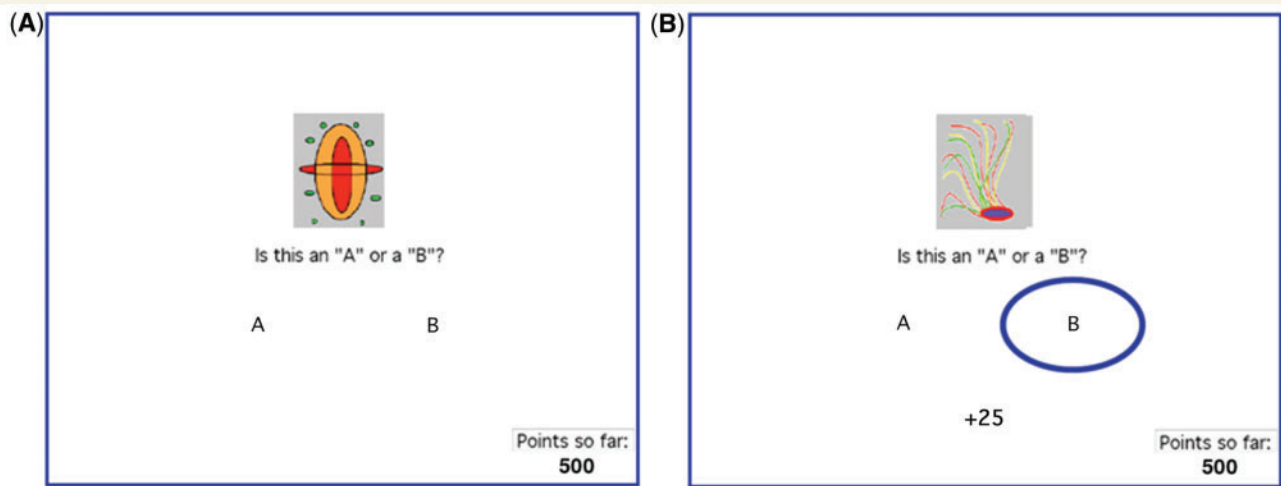 (A)
Is this an "A" or a "B"?
A B
Points so far:
500
(B)
Is this an "A" or a "B"?
A B
+25
Points so far:
500